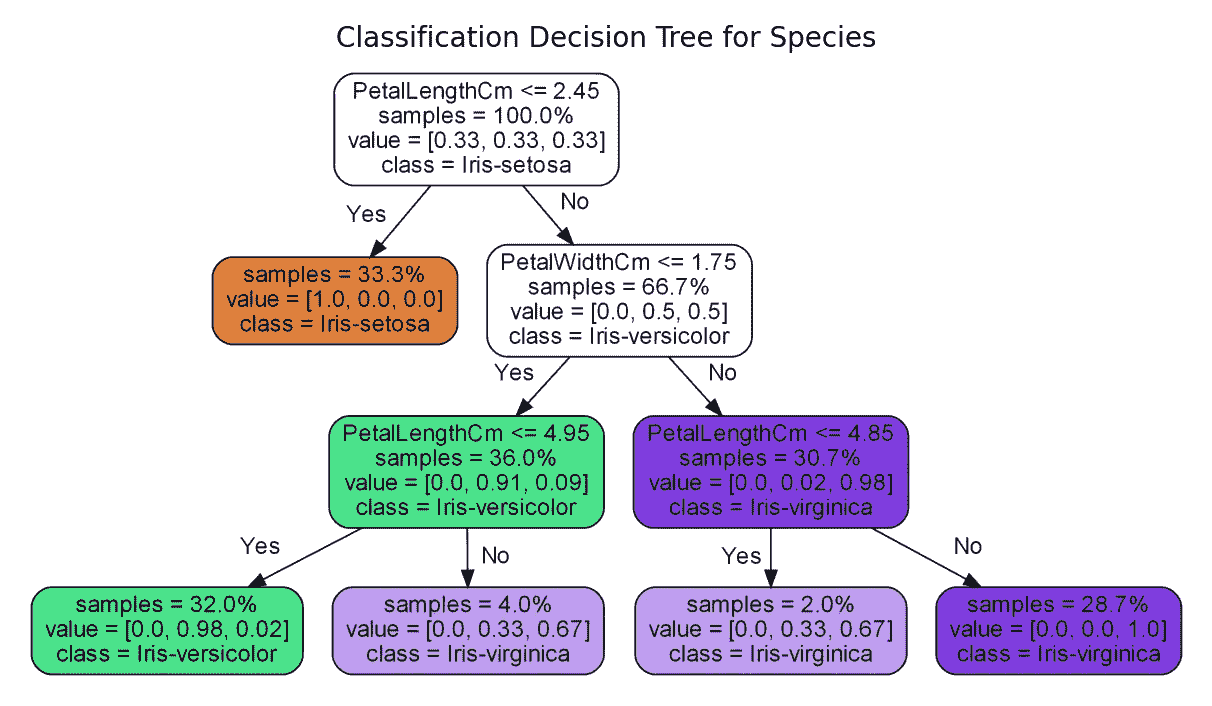 Classification Decision Tree for Species
PetalLengthCm <= 2.45
samples = 100.0%
value = [0.33, 0.33, 0.33]
class = Iris-setosa
Yes
No
samples = 33.3%
value = [1.0, 0.0, 0.0]
class = Iris-setosa
PetalWidthCm <= 1.75
samples = 66.7%
value = [0.0, 0.5, 0.5]
class = Iris-versicolor
Yes
No
PetalLengthCm <= 4.95
samples = 36.0%
value = [0.0, 0.91, 0.09]
class = Iris-versicolor
PetalLengthCm <= 4.85
samples = 30.7%
value = [0.0, 0.02, 0.98]
class = Iris-virginica
Yes
No
Yes
No
samples = 32.0%
value = [0.0, 0.98, 0.02]
class = Iris-versicolor
samples = 4.0%
value = [0.0, 0.33, 0.67]
class = Iris-virginica
samples = 2.0%
value = [0.0, 0.33, 0.67]
class = Iris-virginica
samples = 28.7%
value = [0.0, 0.0, 1.0]
class = Iris-virginica